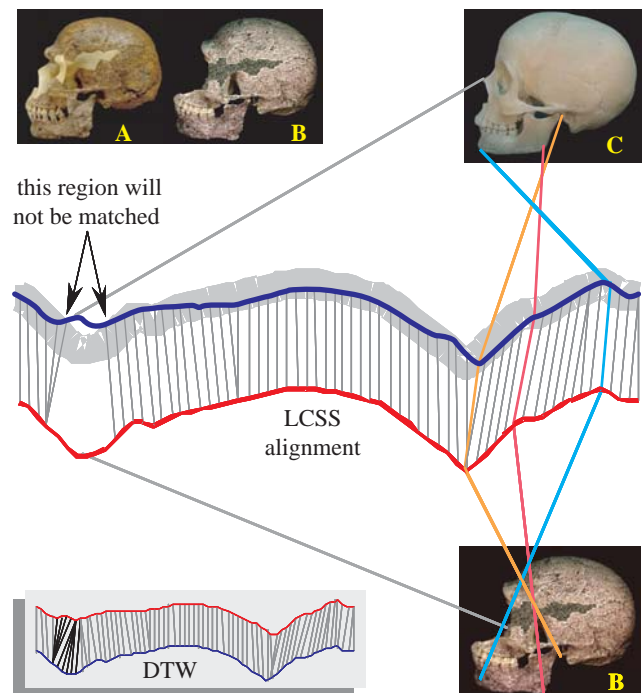 A
B
C
this region will
not be matched
LCSS
alignment
DTW
B